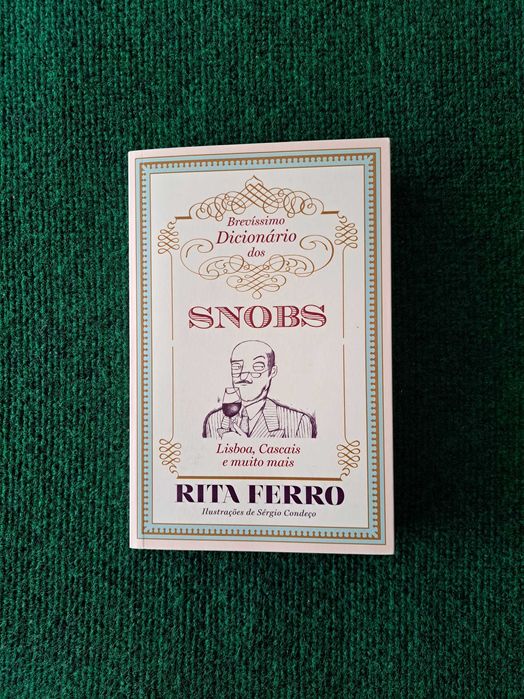 Brevíssimo
Dicionário
dos
SNOBS
Lisboa, Cascais
e muito mais
RITA FERRO
Ilustrações de Sérgio Condeço